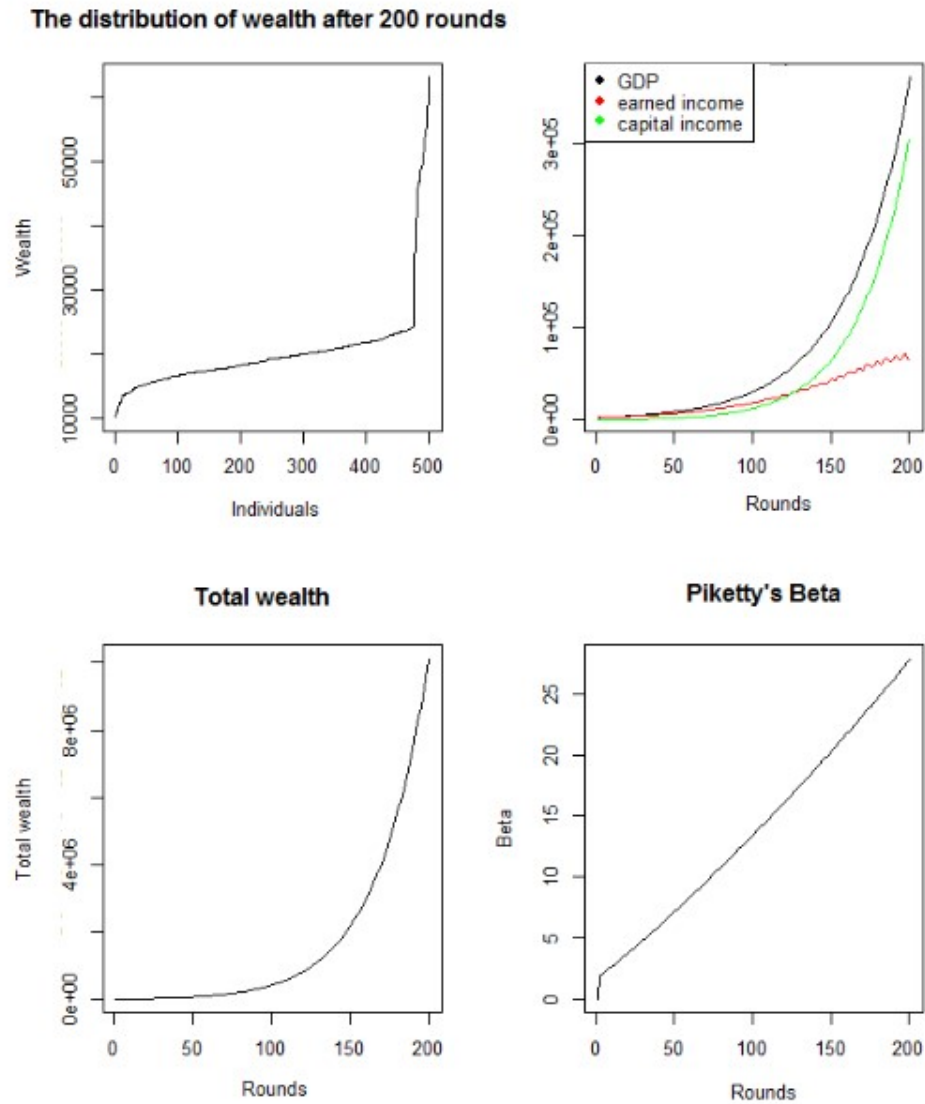 The distribution of wealth after 200 rounds
Wealth
10000
30000
50000
0
100
200
300
400
500
Individuals
GDP
earned income
capital income
0e+00
1e+05
2e+05
3e+05
0
50
100
150
200
Rounds
Total wealth
Total wealth
0e+00
4e+06
8e+06
0
50
100
150
200
Rounds
Piketty's Beta
Beta
0
5
10
15
20
25
0
50
100
150
200
Rounds